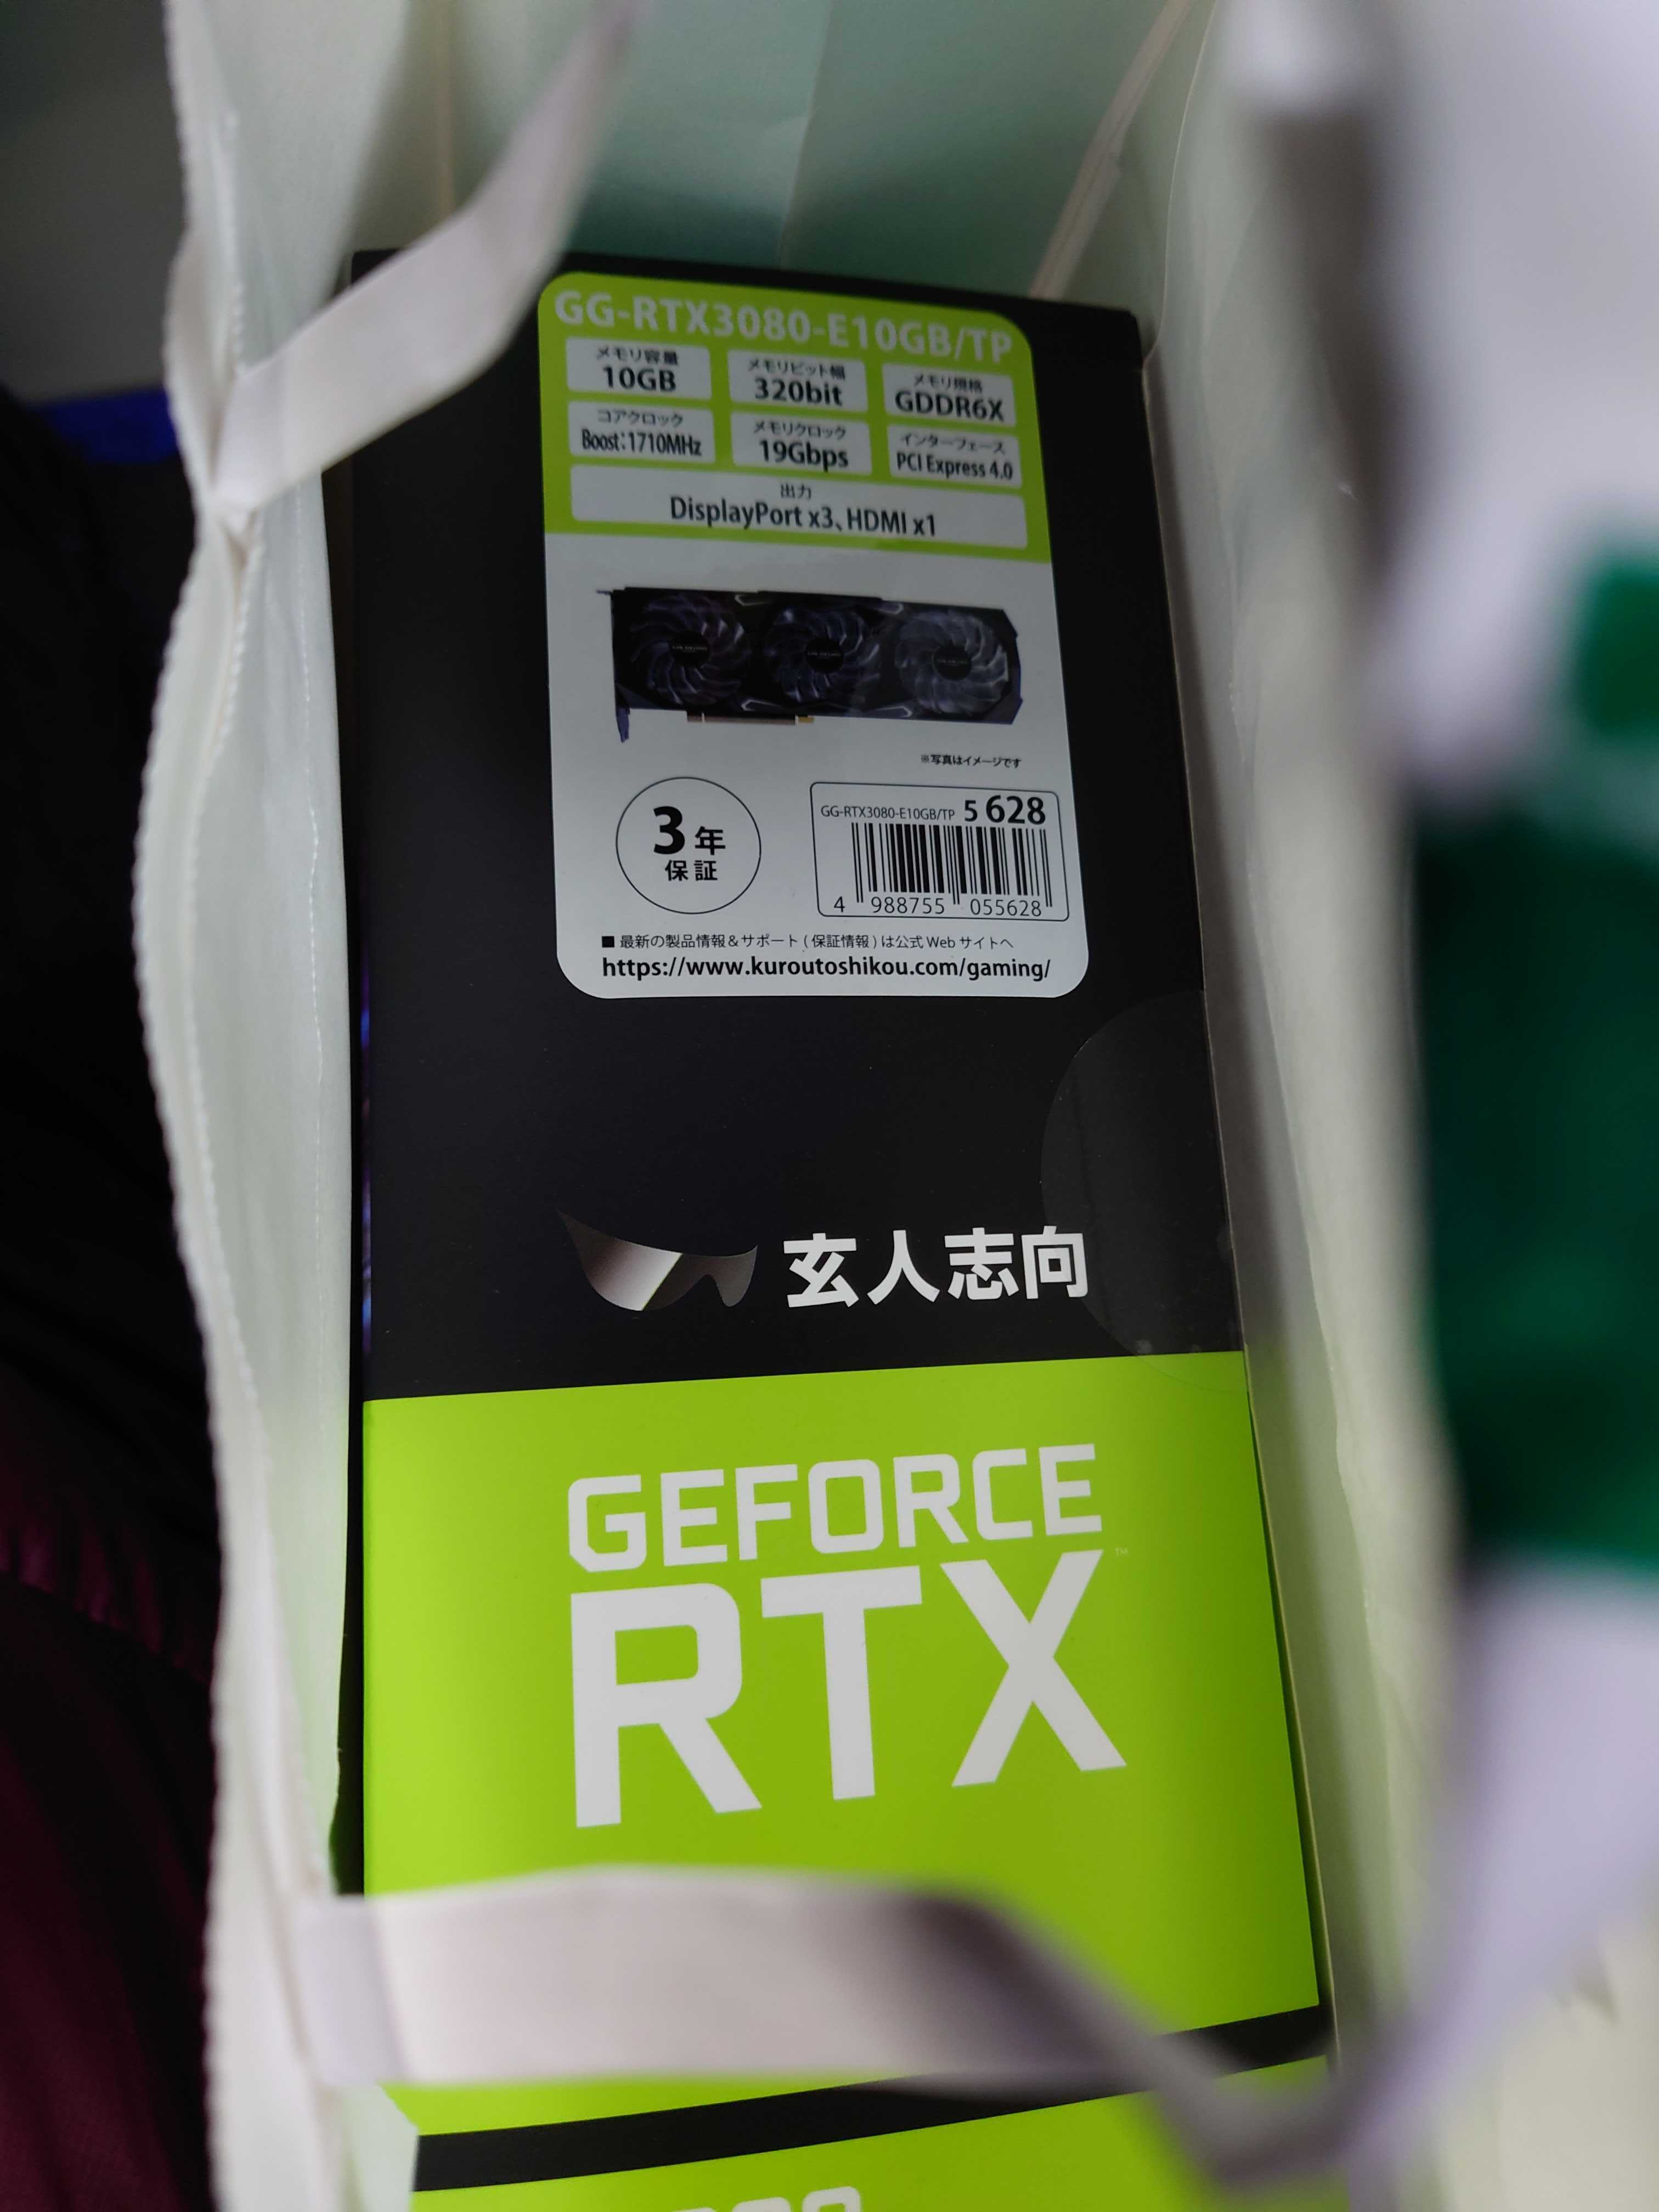 GG-RTX3080-E10GB/TP
メモリ容量 メモリビット幅 メモリ規格
10GB 320bit GDDR6X
コアクロック メモリクロック インターフェース
Boost:1710MHz 19Gbps PCI Express 4.0
出力
DisplayPort x3、HDMI x1
※写真はイメージです
3年
保証
GG-RTX3080-E10GB/TP 5 628
4 988755 055628
■ 最新の製品情報＆サポート(保証情報)は公式Webサイトへ
https://www.kuroutoshikou.com/gaming/
玄人志向
GEFORCE
RTX™